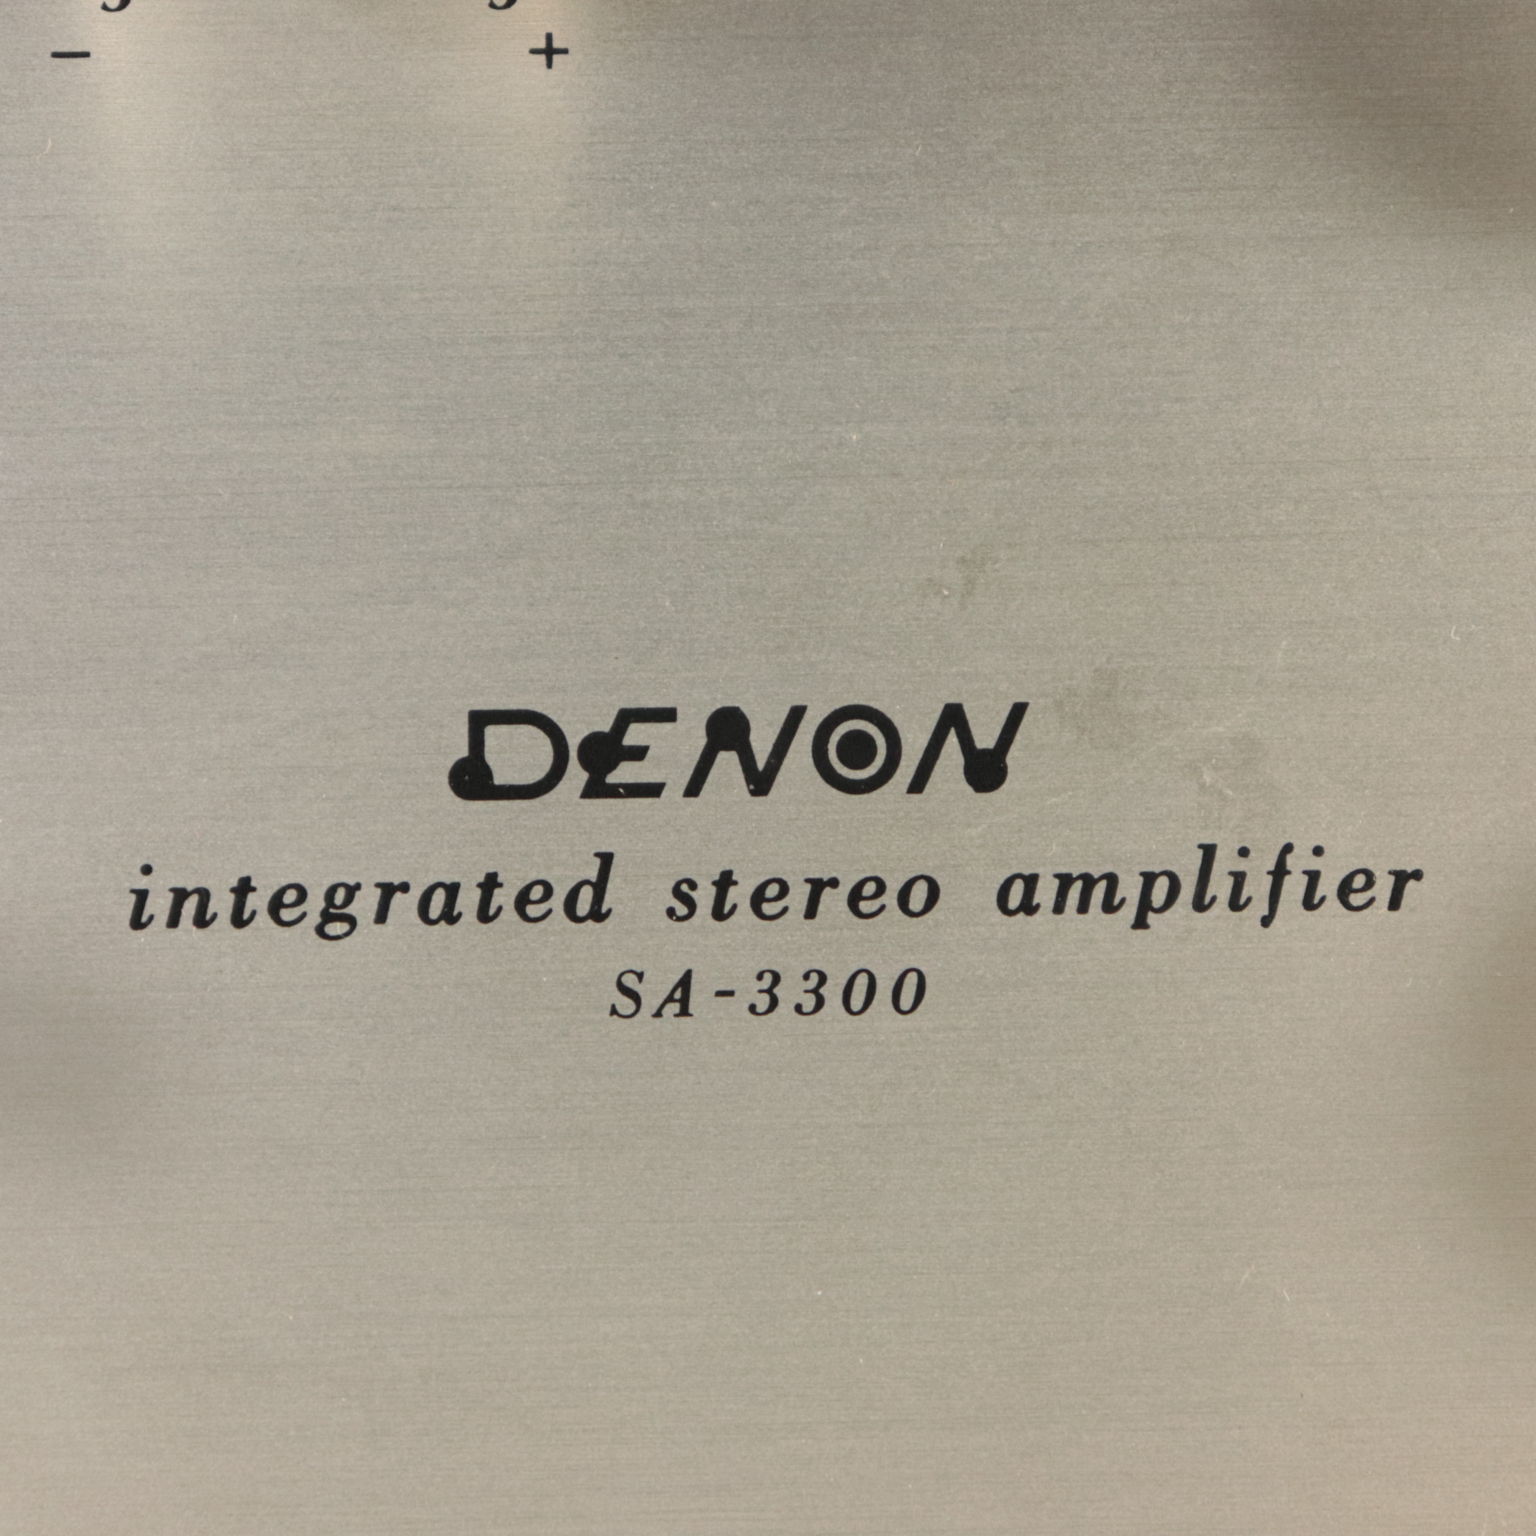 - +
DENON
integrated stereo amplifier
SA-3300